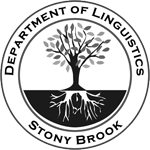 DEPARTMENT OF LINGUISTICS
STONY BROOK